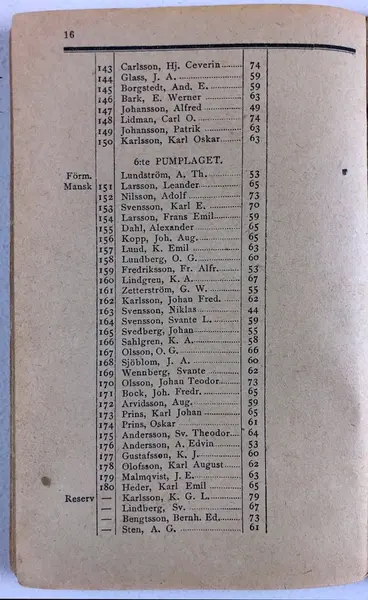 16
143 Carlsson, Hj. Ceverin 74
144 Glass, J. A. 59
145 Borgstedt, And. E. 59
146 Bark, E. Werner 63
147 Johansson, Alfred 49
148 Lidman, Carl O. 74
149 Johansson, Patrik 63
150 Karlsson, Karl Oskar 63
6:te PUMPLAGET.
Förm. Lundström, A. Th. 53
Mansk 151 Larsson, Leander 65
152 Nilsson, Adolf 73
153 Svensson, Karl E. 70
154 Larsson, Frans Emil 59
155 Dahl, Alexander 65
156 Kopp, Joh. Aug. 65
157 Lund, K. Emil 63
158 Lundberg, O. G. 60
159 Fredriksson, Fr. Alfr. 53
160 Lindgren, K. A. 67
161 Zetterström, G. W. 55
162 Karlsson, Johan Fred. 62
163 Svensson, Niklas 44
164 Svensson, Svante L. 59
165 Svedberg, Johan 55
166 Sahlgren, K. A. 58
167 Olsson, O. G. 66
168 Sjöblom, J. A. 60
169 Wennberg, Svante 62
170 Olsson, Johan Teodor 73
171 Bock, Joh. Fredr. 65
172 Arvidsson, Aug. 59
173 Prins, Karl Johan 65
174 Prins, Oskar 61
175 Andersson, Sv. Theodor 64
176 Andersson, A. Edvin 53
177 Gustafsson, K. J. 60
178 Olofsson, Karl August 62
179 Malmqvist, J. E. 63
180 Heder, Karl Emil 65
Reserv — Karlsson, K. G. L. 79
— Lindberg, Sv. 67
— Bengtsson, Bernh. Ed. 73
— Sten, A. G. 61